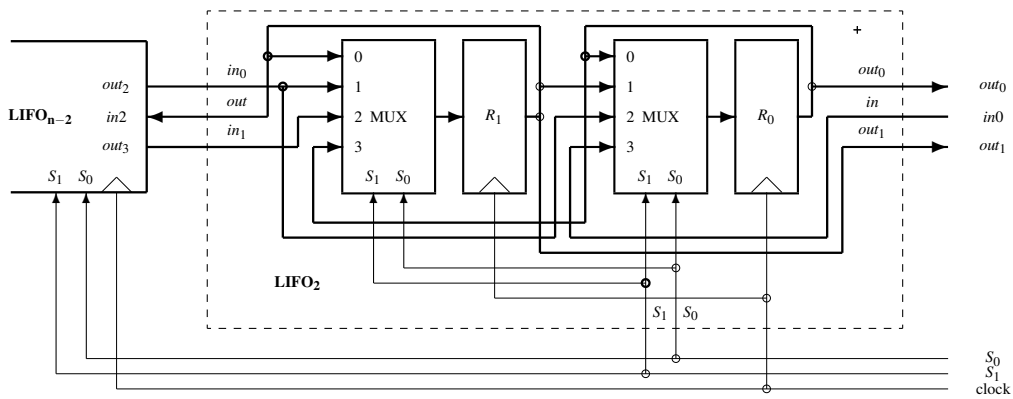 +
0
0
out2
in0
1
1
out0
out0
LIFOn−2
in2
out
2 MUX
R1
2 MUX
R0
in
in0
out3
in1
3
3
out1
out1
S1 S0
S1 S0
S1 S0
LIFO2
S1 S0
S0
S1
clock